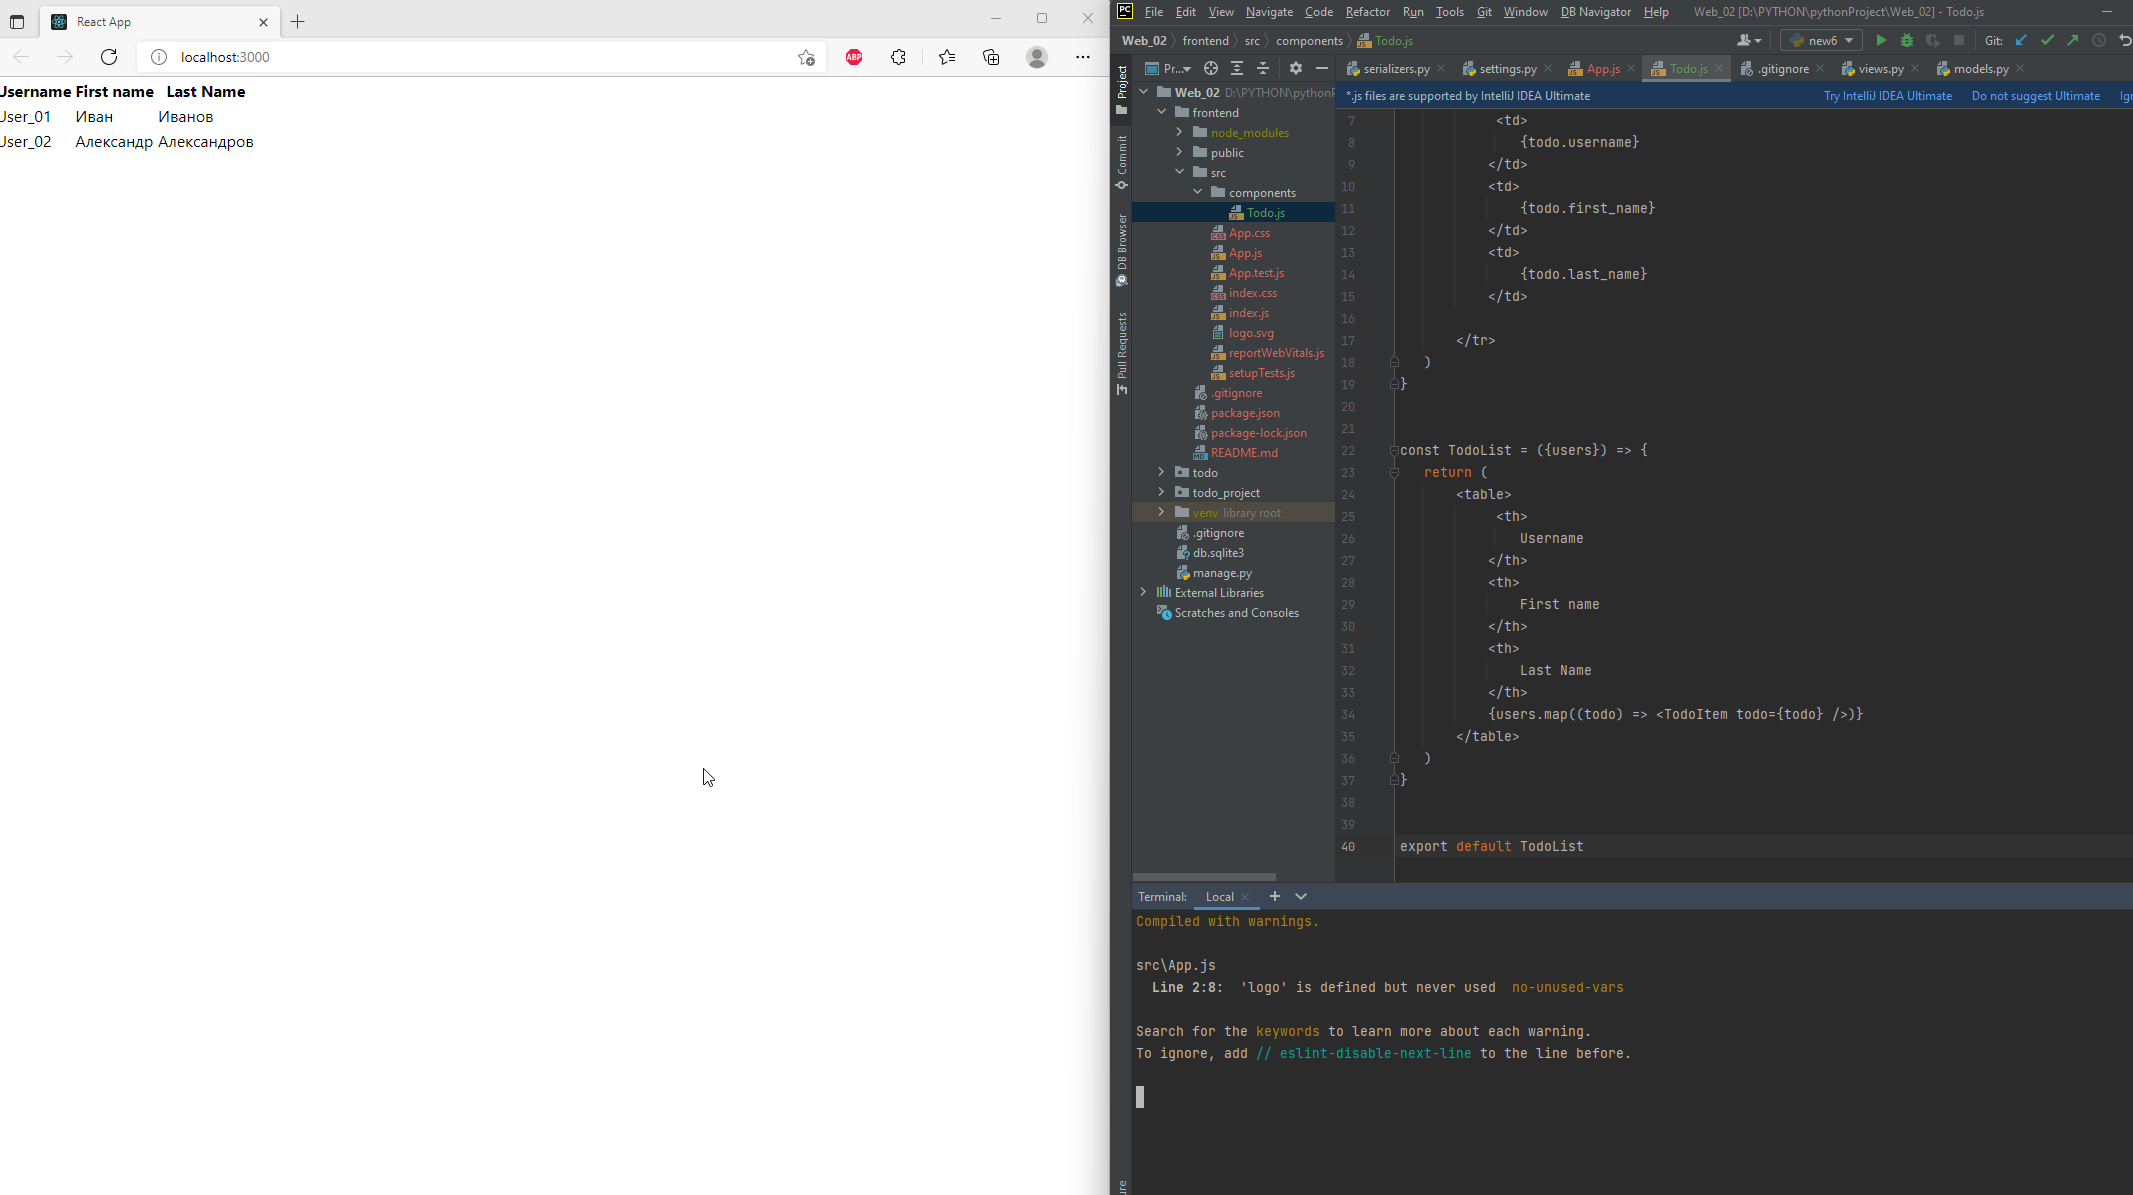 React App
localhost:3000
ABP
Username First name Last Name
User_01 Иван Иванов
User_02 Александр Александров
PC File Edit View Navigate Code Refactor Run Tools Git Window DB Navigator Help Web_02 [D:\PYTHON\pythonProject\Web_02] - Todo.js
Web_02 frontend src components Todo.js
new6 Git:
Pr...
serializers.py settings.py App.js Todo.js .gitignore views.py models.py
*.js files are supported by IntelliJ IDEA Ultimate Try IntelliJ IDEA Ultimate Do not suggest Ultimate
Project
Commit
DB Browser
Pull Requests
Web_02 D:\PYTHON\python
frontend
node_modules
public
src
components
Todo.js
App.css
App.js
App.test.js
index.css
index.js
logo.svg
reportWebVitals.js
setupTests.js
.gitignore
package.json
package-lock.json
README.md
todo
todo_project
venv library root
.gitignore
db.sqlite3
manage.py
External Libraries
Scratches and Consoles
7 <td>
8 {todo.username}
9 </td>
10 <td>
11 {todo.first_name}
12 </td>
13 <td>
14 {todo.last_name}
15 </td>
16
17 </tr>
18 )
19 }
20
21
22 const TodoList = ({users}) => {
23 return (
24 <table>
25 <th>
26 Username
27 </th>
28 <th>
29 First name
30 </th>
31 <th>
32 Last Name
33 </th>
34 {users.map((todo) => <TodoItem todo={todo} />)}
35 </table>
36 )
37 }
38
39
40 export default TodoList
Terminal: Local
Compiled with warnings.
src\App.js
Line 2:8: 'logo' is defined but never used no-unused-vars
Search for the keywords to learn more about each warning.
To ignore, add // eslint-disable-next-line to the line before.